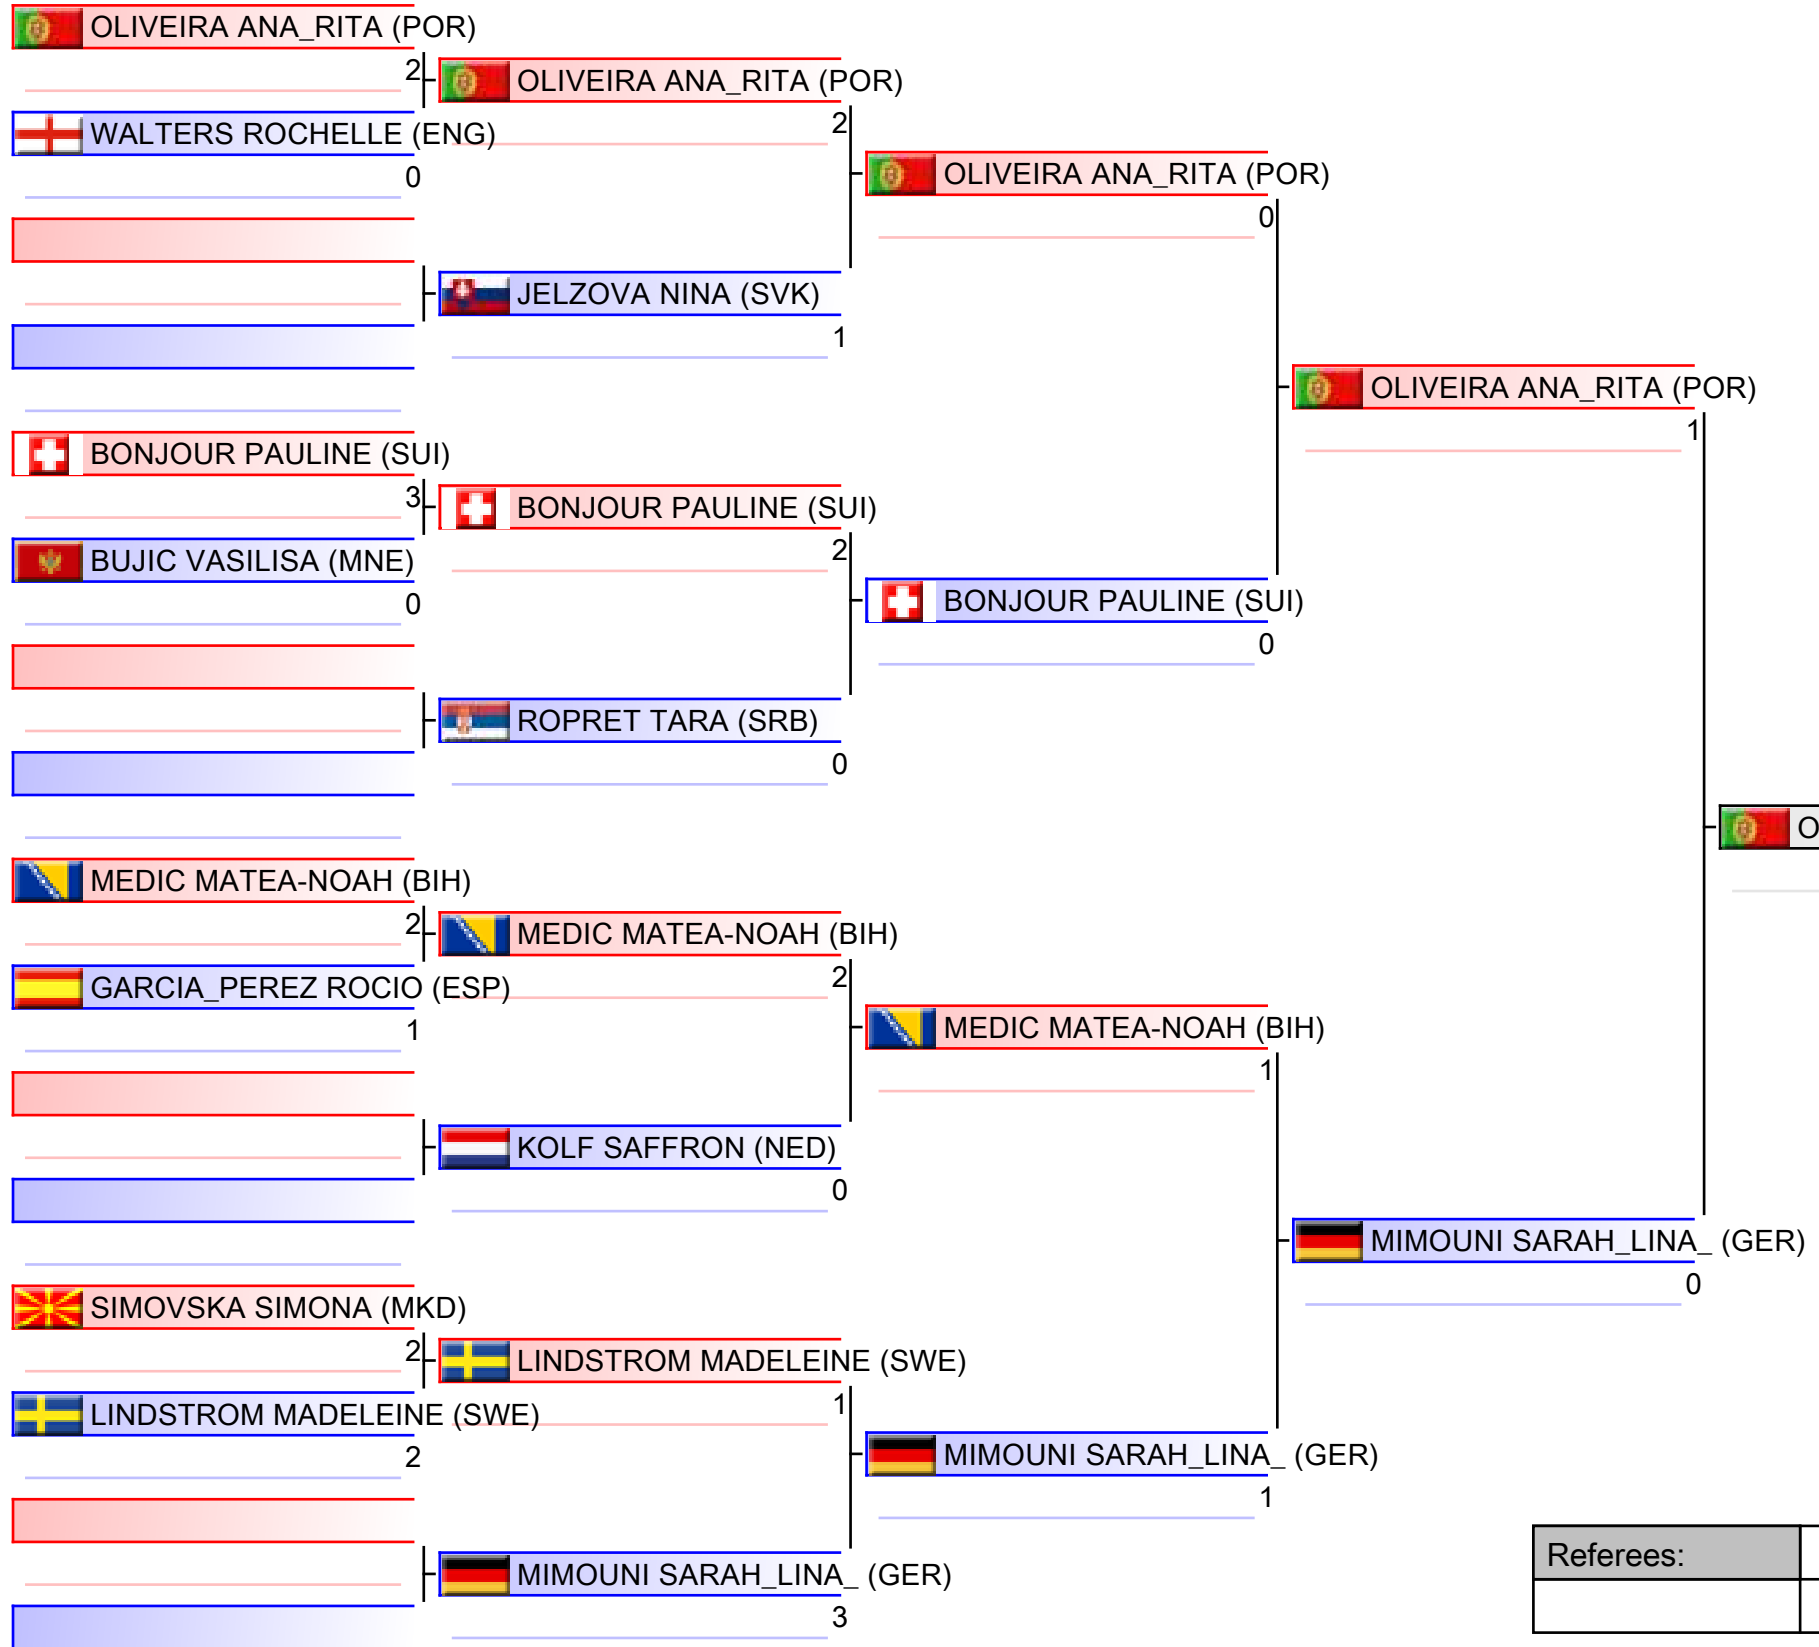 OLIVEIRA ANA_RITA (POR)
2
WALTERS ROCHELLE (ENG)
0
BONJOUR PAULINE (SUI)
3
BUJIC VASILISA (MNE)
0
MEDIC MATEA-NOAH (BIH)
2
GARCIA_PEREZ ROCIO (ESP)
1
SIMOVSKA SIMONA (MKD)
2
LINDSTROM MADELEINE (SWE)
2
OLIVEIRA ANA_RITA (POR)
2
JELZOVA NINA (SVK)
1
BONJOUR PAULINE (SUI)
2
ROPRET TARA (SRB)
0
MEDIC MATEA-NOAH (BIH)
2
KOLF SAFFRON (NED)
0
LINDSTROM MADELEINE (SWE)
1
MIMOUNI SARAH_LINA_ (GER)
3
OLIVEIRA ANA_RITA (POR)
0
BONJOUR PAULINE (SUI)
0
MEDIC MATEA-NOAH (BIH)
1
MIMOUNI SARAH_LINA_ (GER)
1
OLIVEIRA ANA_RITA (POR)
1
MIMOUNI SARAH_LINA_ (GER)
0
O
Referees: